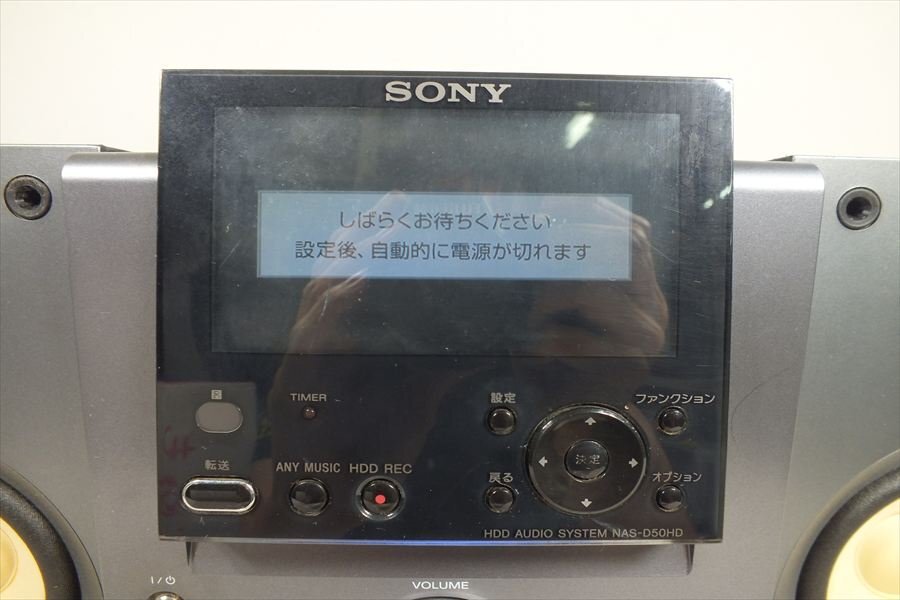 SONY
しばらくお待ちください
設定後、自動的に電源が切れます
TIMER
設定
ファンクション
転送
ANY MUSIC
HDD REC
決定
戻る
オプション
HDD AUDIO SYSTEM NAS-D50HD
I/⏻
VOLUME